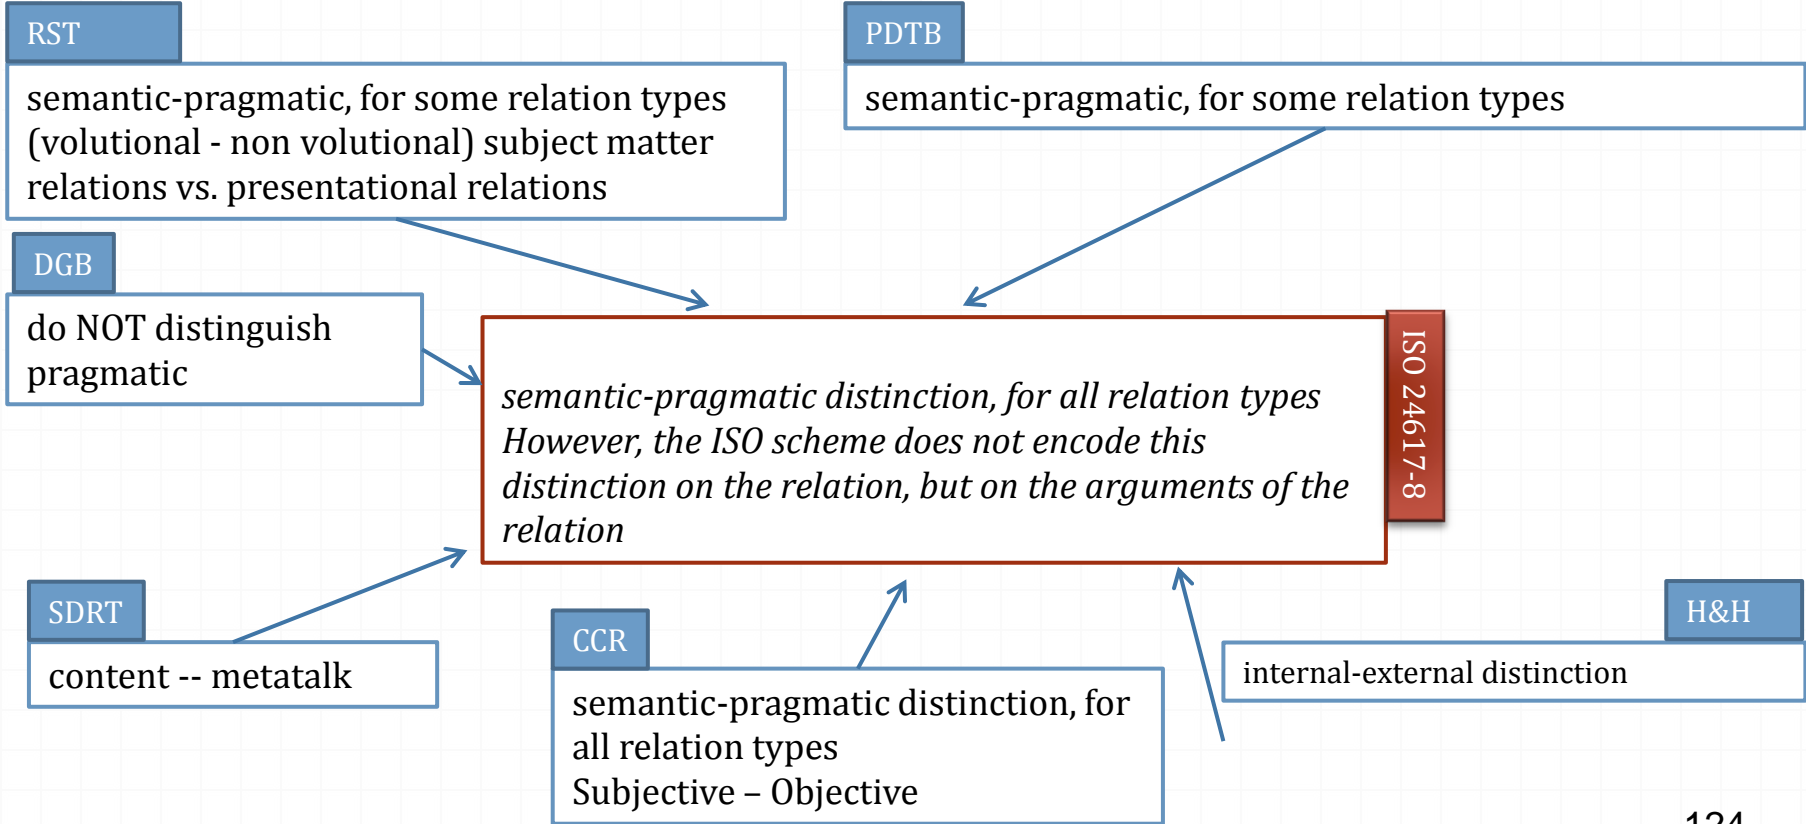 RST
semantic-pragmatic, for some relation types
(volutional - non volutional) subject matter
relations vs. presentational relations
PDTB
semantic-pragmatic, for some relation types
DGB
do NOT distinguish
pragmatic
semantic-pragmatic distinction, for all relation types
However, the ISO scheme does not encode this
distinction on the relation, but on the arguments of the
relation
ISO 24617-8
SDRT
content -- metatalk
CCR
semantic-pragmatic distinction, for
all relation types
Subjective – Objective
H&H
internal-external distinction
124